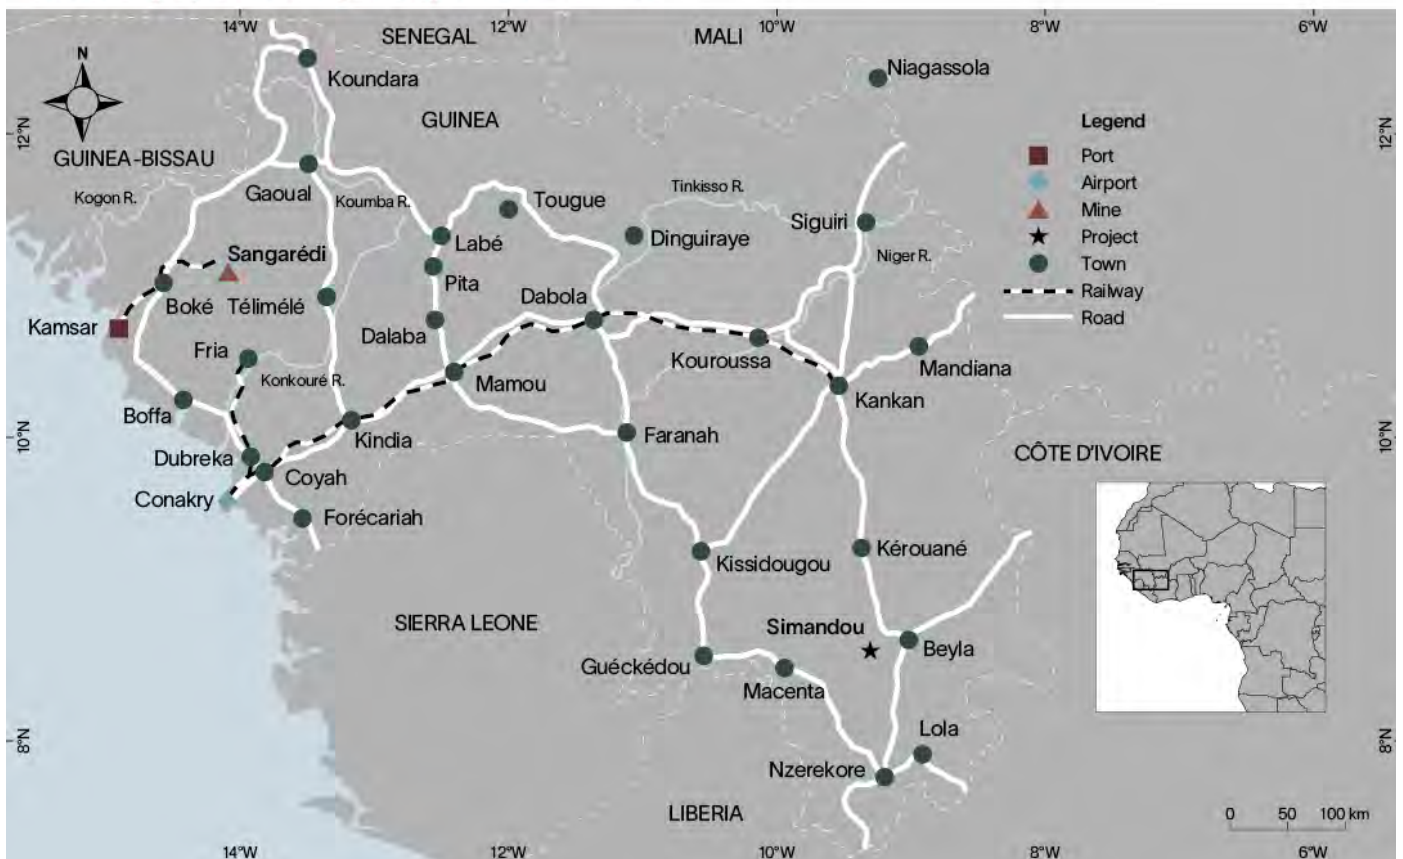 14°W
12°W
10°W
8°W
6°W
SENEGAL
MALI
N
Koundara
Niagassola
GUINEA
12°N
12°N
Legend
Port
Airport
Mine
Project
Town
Railway
Road
GUINEA-BISSAU
Kogon R.
Gaoual
Koumba R.
Tougue
Tinkisso R.
Labé
Dinguiraye
Siguiri
Niger R.
Sangarédi
Pita
Boké
Télimélé
Dabola
Kamsar
Dalaba
Fria
Konkouré R.
Mamou
Kouroussa
Mandiana
Boffa
Kankan
Kindia
Faranah
10°N
10°N
CÔTE D'IVOIRE
Dubreka
Coyah
Conakry
Forécariah
Kissidougou
Kérouané
SIERRA LEONE
Simandou
Beyla
Guéckédou
Macenta
Lola
8°N
8°N
Nzerekore
LIBERIA
0 50 100 km
14°W
12°W
10°W
8°W
6°W